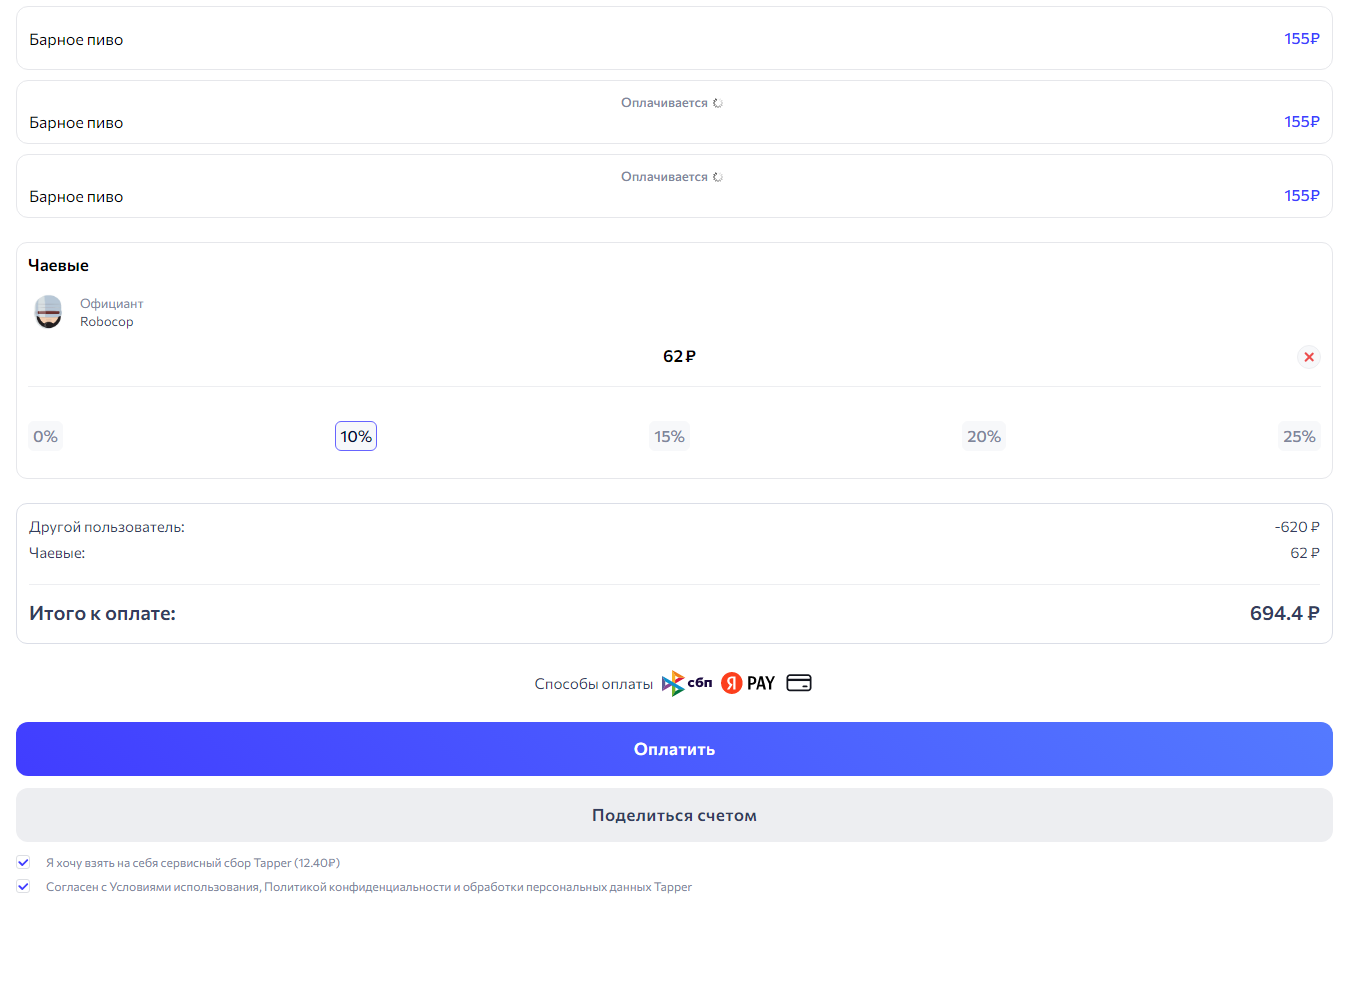 Барное пиво 155₽
Оплачивается
Барное пиво 155₽
Оплачивается
Барное пиво 155₽
Чаевые
Официант
Robocop
62 ₽
0% 10% 15% 20% 25%
Другой пользователь: -620 ₽
Чаевые: 62 ₽
Итого к оплате: 694.4 ₽
Способы оплаты сбп Я PAY
Оплатить
Поделиться счетом
Я хочу взять на себя сервисный сбор Tapper (12.40₽)
Согласен с Условиями использования, Политикой конфиденциальности и обработки персональных данных Tapper